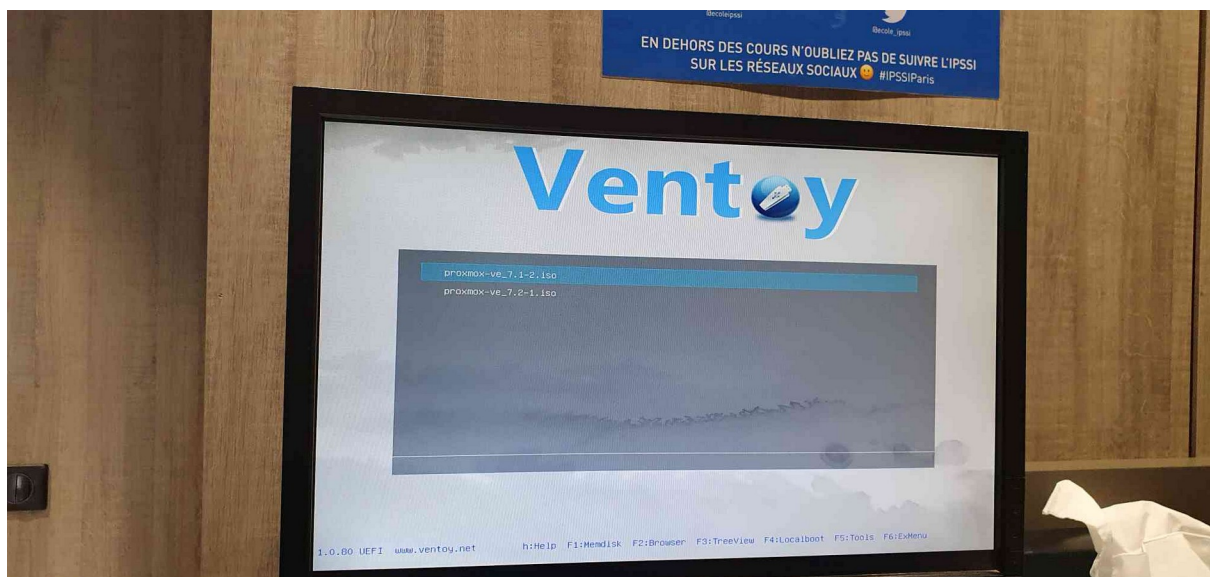 @ecoleipssi
@ecole_ipssi
EN DEHORS DES COURS N'OUBLIEZ PAS DE SUIVRE L'IPSSI
SUR LES RÉSEAUX SOCIAUX 🙂 #IPSSIParis
Ventoy
proxmox-ve_7.1-2.iso
proxmox-ve_7.2-1.iso
1.0.80 UEFI www.ventoy.net h:Help F1:Memdisk F2:Browser F3:TreeView F4:Localboot F5:Tools F6:ExMenu